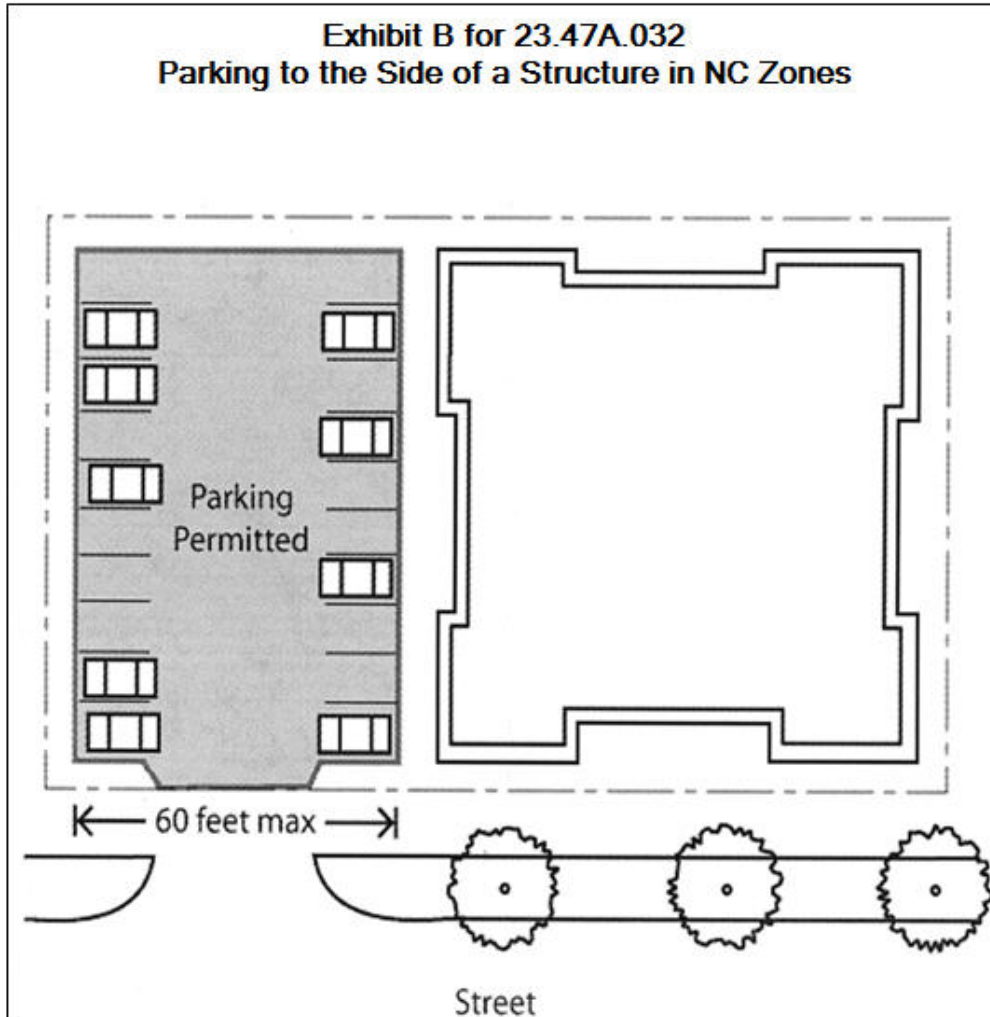 Exhibit B for 23.47A.032
Parking to the Side of a Structure in NC Zones
Parking
Permitted
60 feet max
Street